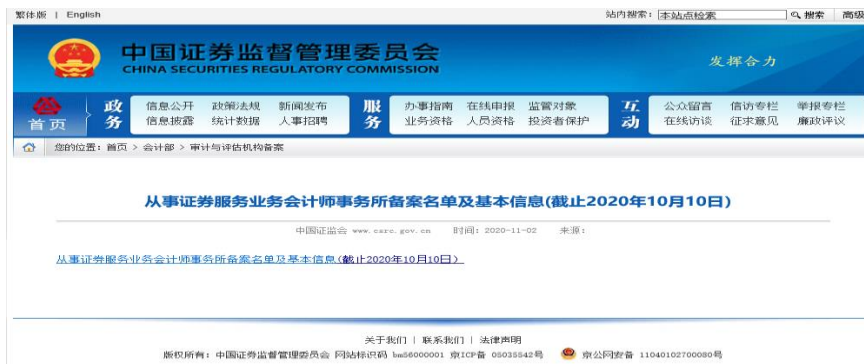 繁体版 | English
站内搜索: 本站点检索 搜索 高级
中国证券监督管理委员会
CHINA SECURITIES REGULATORY COMMISSION
发挥合力
首页
政务
信息公开 政策法规 新闻发布
信息披露 统计数据 人事招聘
服务
办事指南 在线申报 监管对象
业务资格 人员资格 投资者保护
互动
公众留言 信访专栏 举报专栏
在线访谈 征求意见 廉政评议
您的位置：首页 > 会计部 > 审计与评估机构备案
从事证券服务业务会计师事务所备案名单及基本信息(截止2020年10月10日)
中国证监会 www.csrc.gov.cn 时间：2020-11-02 来源：
从事证券服务业务会计师事务所备案名单及基本信息(截止2020年10月10日)
关于我们 | 联系我们 | 法律声明
版权所有：中国证券监督管理委员会 网站标识码 bm56000001 京ICP备 05035542号 京公网安备 11040102700080号